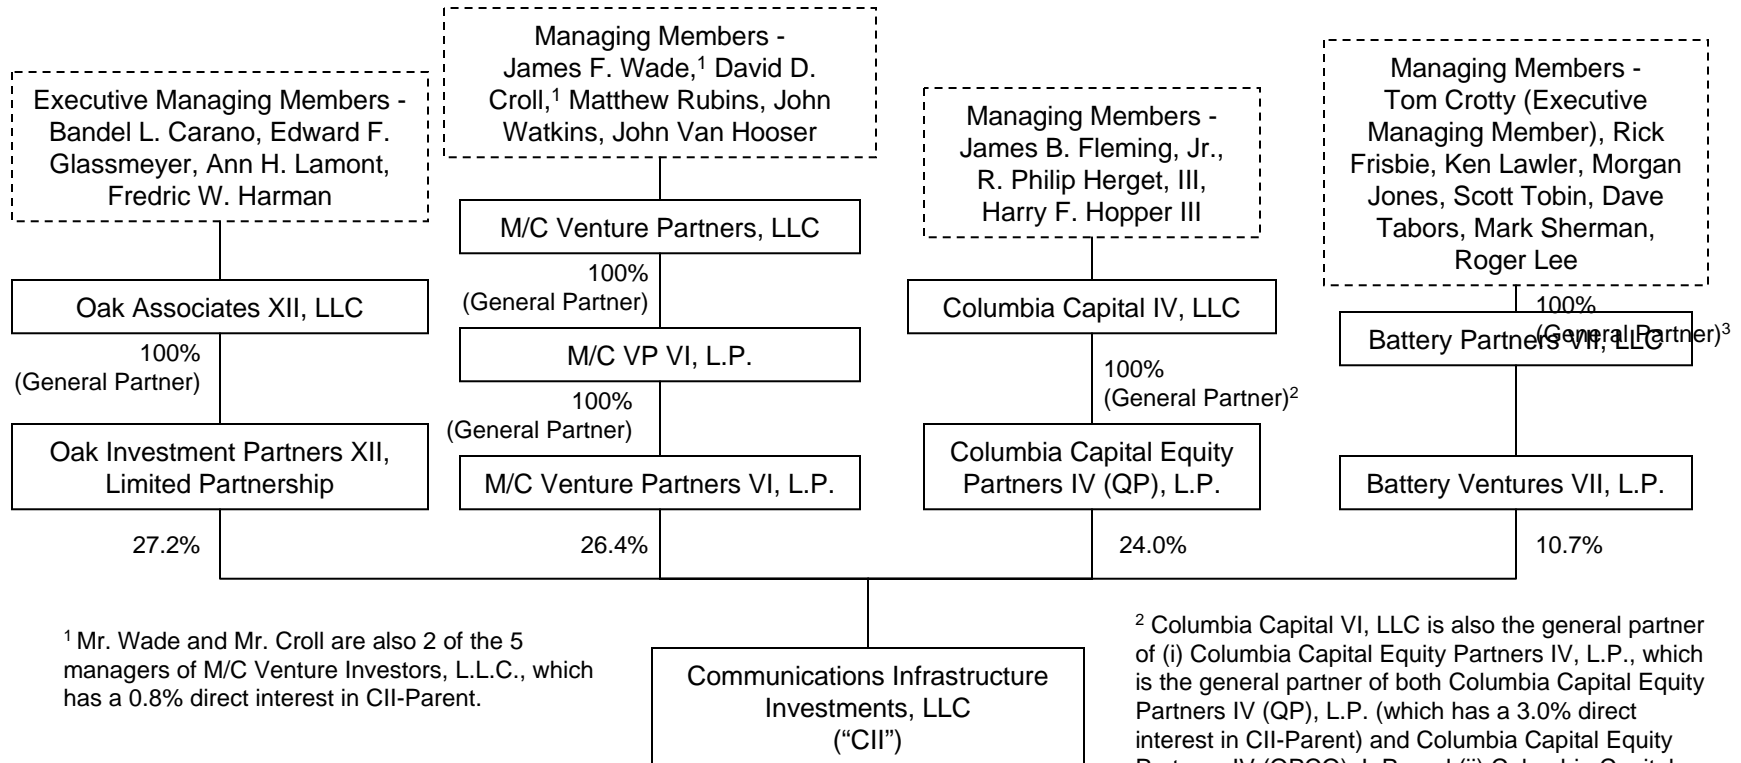 Executive Managing Members -
Bandel L. Carano, Edward F.
Glassmeyer, Ann H. Lamont,
Fredric W. Harman
Oak Associates XII, LLC
100%
(General Partner)
Oak Investment Partners XII,
Limited Partnership
27.2%
Managing Members -
James F. Wade,¹ David D.
Croll,¹ Matthew Rubins, John
Watkins, John Van Hooser
M/C Venture Partners, LLC
100%
(General Partner)
M/C VP VI, L.P.
100%
(General Partner)
M/C Venture Partners VI, L.P.
26.4%
Managing Members -
James B. Fleming, Jr.,
R. Philip Herget, III,
Harry F. Hopper III
Columbia Capital IV, LLC
100%
(General Partner)²
Columbia Capital Equity
Partners IV (QP), L.P.
24.0%
Managing Members -
Tom Crotty (Executive
Managing Member), Rick
Frisbie, Ken Lawler, Morgan
Jones, Scott Tobin, Dave
Tabors, Mark Sherman,
Roger Lee
100%
(General Partner)³
Battery Partners VII, LLC
Battery Ventures VII, L.P.
10.7%
¹ Mr. Wade and Mr. Croll are also 2 of the 5
managers of M/C Venture Investors, L.L.C., which
has a 0.8% direct interest in CII-Parent.
Communications Infrastructure
Investments, LLC
(“CII”)
² Columbia Capital VI, LLC is also the general partner
of (i) Columbia Capital Equity Partners IV, L.P., which
is the general partner of both Columbia Capital Equity
Partners IV (QP), L.P. (which has a 3.0% direct
interest in CII-Parent) and Columbia Capital Equity